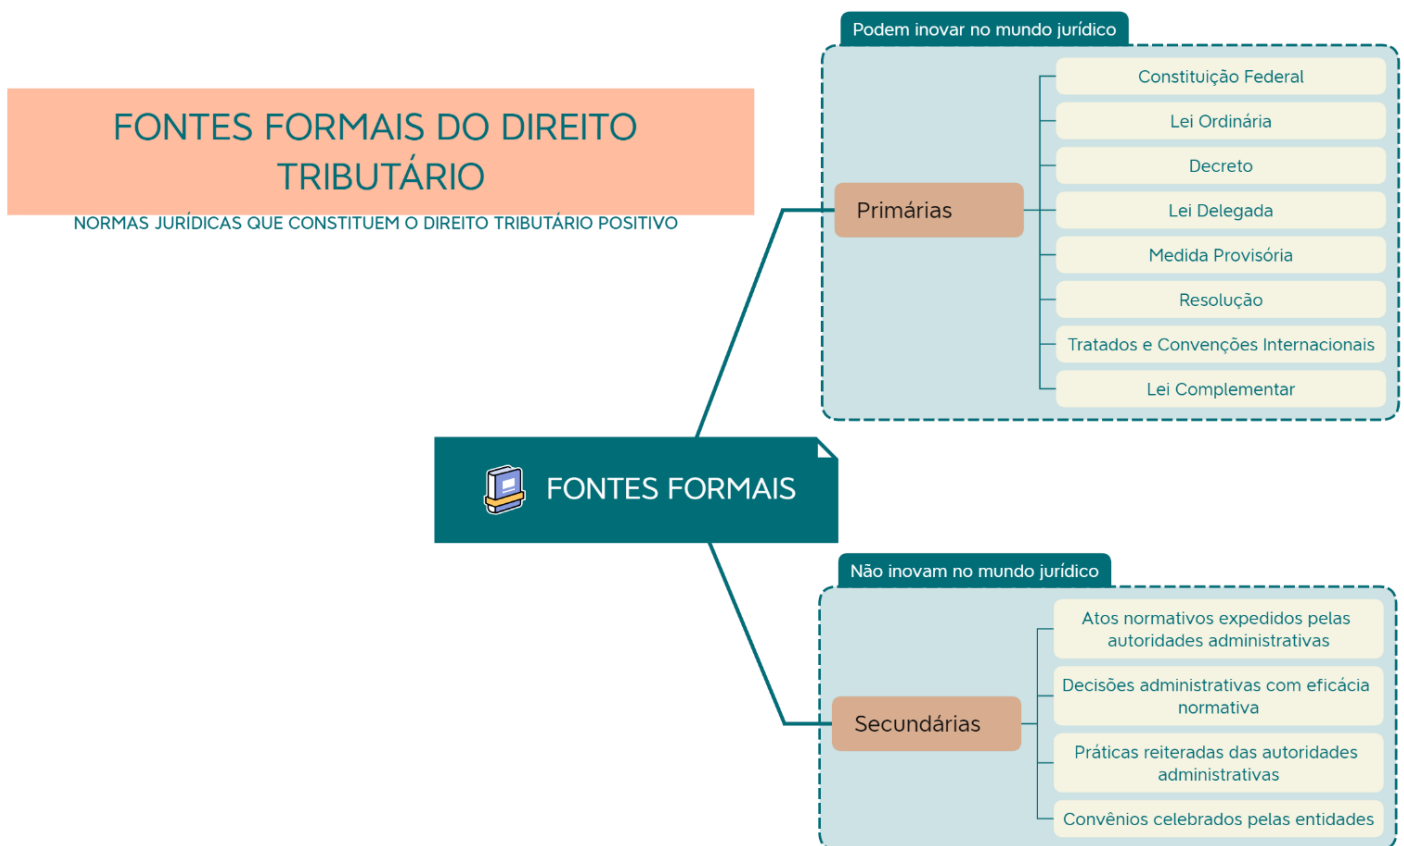 FONTES FORMAIS DO DIREITO
TRIBUTÁRIO
NORMAS JURÍDICAS QUE CONSTITUEM O DIREITO TRIBUTÁRIO POSITIVO
FONTES FORMAIS
Podem inovar no mundo jurídico
Primárias
Constituição Federal
Lei Ordinária
Decreto
Lei Delegada
Medida Provisória
Resolução
Tratados e Convenções Internacionais
Lei Complementar
Não inovam no mundo jurídico
Secundárias
Atos normativos expedidos pelas
autoridades administrativas
Decisões administrativas com eficácia
normativa
Práticas reiteradas das autoridades
administrativas
Convênios celebrados pelas entidades